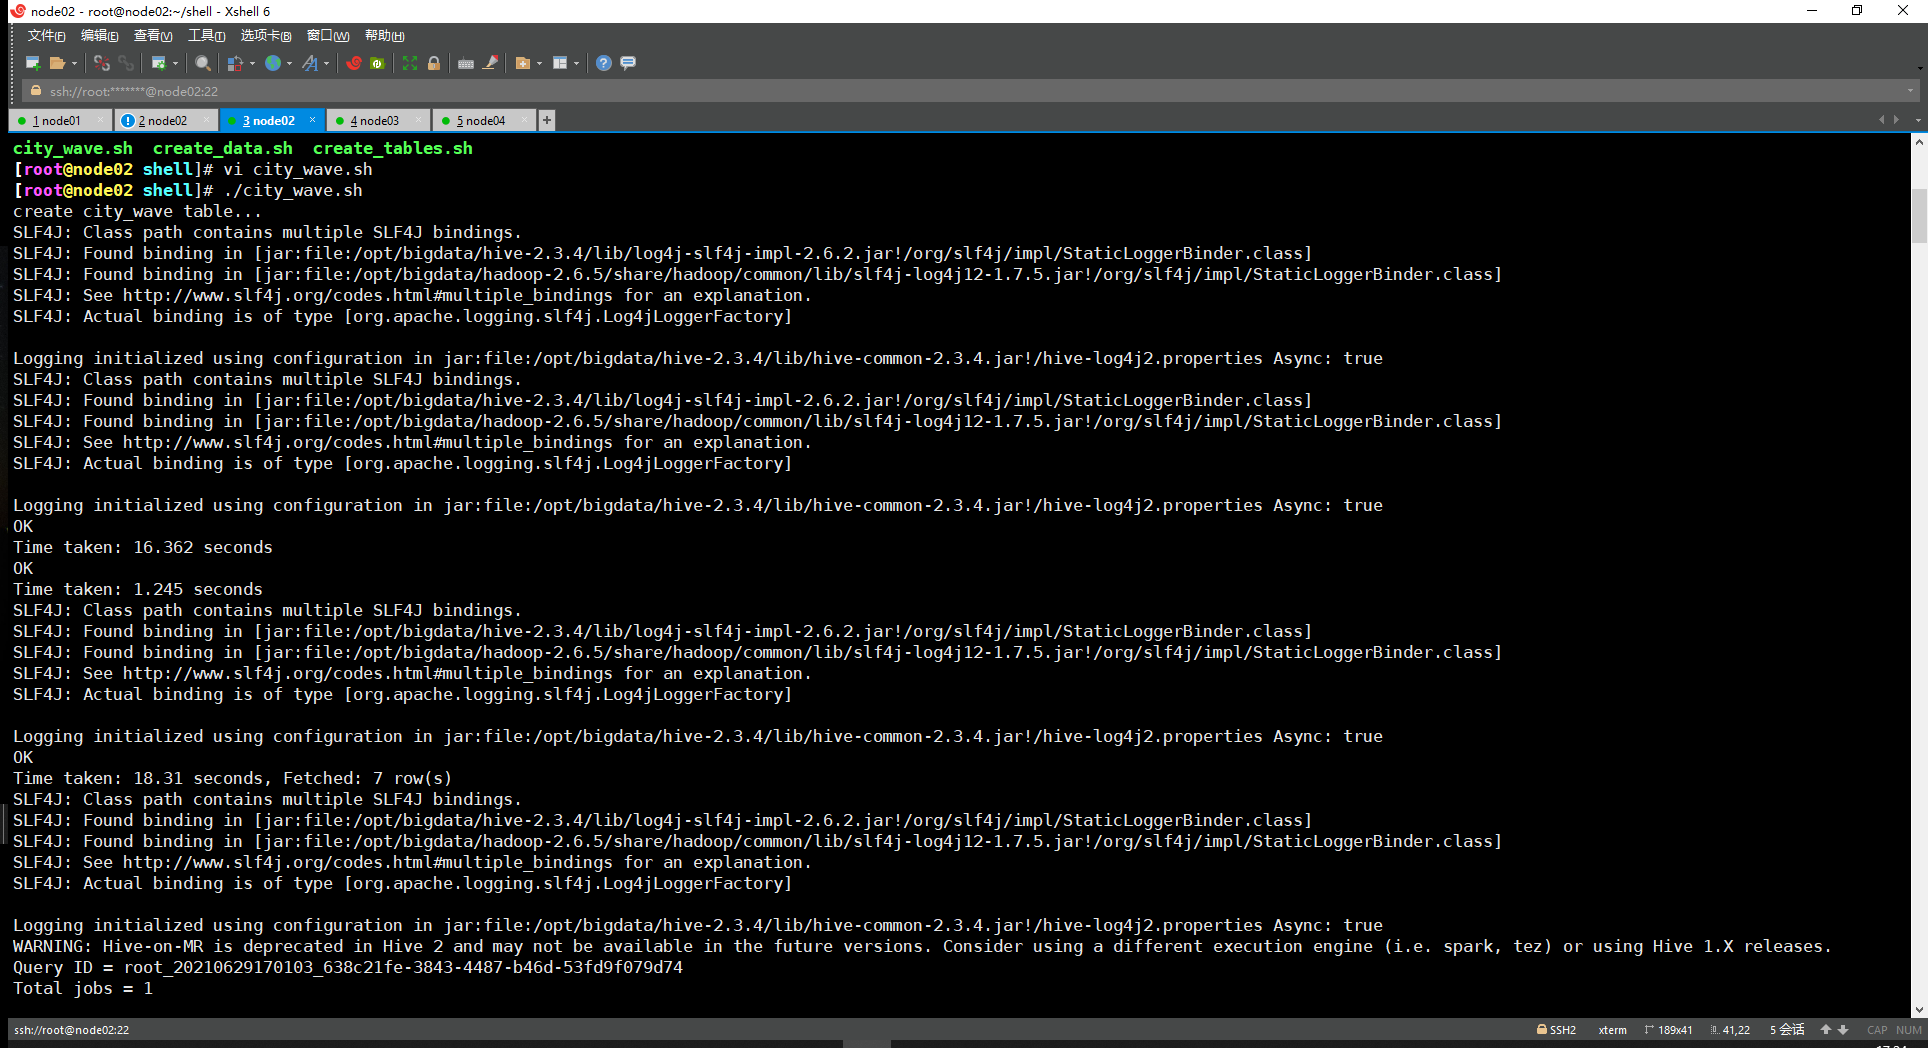 node02 - root@node02:~/shell - Xshell 6
文件(F) 编辑(E) 查看(V) 工具(T) 选项卡(B) 窗口(W) 帮助(H)
ssh://root:*******@node02:22
1 node01 × 2 node02 × 3 node02 × 4 node03 × 5 node04 × +
city_wave.sh  create_data.sh  create_tables.sh
[root@node02 shell]# vi city_wave.sh
[root@node02 shell]# ./city_wave.sh
create city_wave table...
SLF4J: Class path contains multiple SLF4J bindings.
SLF4J: Found binding in [jar:file:/opt/bigdata/hive-2.3.4/lib/log4j-slf4j-impl-2.6.2.jar!/org/slf4j/impl/StaticLoggerBinder.class]
SLF4J: Found binding in [jar:file:/opt/bigdata/hadoop-2.6.5/share/hadoop/common/lib/slf4j-log4j12-1.7.5.jar!/org/slf4j/impl/StaticLoggerBinder.class]
SLF4J: See http://www.slf4j.org/codes.html#multiple_bindings for an explanation.
SLF4J: Actual binding is of type [org.apache.logging.slf4j.Log4jLoggerFactory]

Logging initialized using configuration in jar:file:/opt/bigdata/hive-2.3.4/lib/hive-common-2.3.4.jar!/hive-log4j2.properties Async: true
SLF4J: Class path contains multiple SLF4J bindings.
SLF4J: Found binding in [jar:file:/opt/bigdata/hive-2.3.4/lib/log4j-slf4j-impl-2.6.2.jar!/org/slf4j/impl/StaticLoggerBinder.class]
SLF4J: Found binding in [jar:file:/opt/bigdata/hadoop-2.6.5/share/hadoop/common/lib/slf4j-log4j12-1.7.5.jar!/org/slf4j/impl/StaticLoggerBinder.class]
SLF4J: See http://www.slf4j.org/codes.html#multiple_bindings for an explanation.
SLF4J: Actual binding is of type [org.apache.logging.slf4j.Log4jLoggerFactory]

Logging initialized using configuration in jar:file:/opt/bigdata/hive-2.3.4/lib/hive-common-2.3.4.jar!/hive-log4j2.properties Async: true
OK
Time taken: 16.362 seconds
OK
Time taken: 1.245 seconds
SLF4J: Class path contains multiple SLF4J bindings.
SLF4J: Found binding in [jar:file:/opt/bigdata/hive-2.3.4/lib/log4j-slf4j-impl-2.6.2.jar!/org/slf4j/impl/StaticLoggerBinder.class]
SLF4J: Found binding in [jar:file:/opt/bigdata/hadoop-2.6.5/share/hadoop/common/lib/slf4j-log4j12-1.7.5.jar!/org/slf4j/impl/StaticLoggerBinder.class]
SLF4J: See http://www.slf4j.org/codes.html#multiple_bindings for an explanation.
SLF4J: Actual binding is of type [org.apache.logging.slf4j.Log4jLoggerFactory]

Logging initialized using configuration in jar:file:/opt/bigdata/hive-2.3.4/lib/hive-common-2.3.4.jar!/hive-log4j2.properties Async: true
OK
Time taken: 18.31 seconds, Fetched: 7 row(s)
SLF4J: Class path contains multiple SLF4J bindings.
SLF4J: Found binding in [jar:file:/opt/bigdata/hive-2.3.4/lib/log4j-slf4j-impl-2.6.2.jar!/org/slf4j/impl/StaticLoggerBinder.class]
SLF4J: Found binding in [jar:file:/opt/bigdata/hadoop-2.6.5/share/hadoop/common/lib/slf4j-log4j12-1.7.5.jar!/org/slf4j/impl/StaticLoggerBinder.class]
SLF4J: See http://www.slf4j.org/codes.html#multiple_bindings for an explanation.
SLF4J: Actual binding is of type [org.apache.logging.slf4j.Log4jLoggerFactory]

Logging initialized using configuration in jar:file:/opt/bigdata/hive-2.3.4/lib/hive-common-2.3.4.jar!/hive-log4j2.properties Async: true
WARNING: Hive-on-MR is deprecated in Hive 2 and may not be available in the future versions. Consider using a different execution engine (i.e. spark, tez) or using Hive 1.X releases.
Query ID = root_20210629170103_638c21fe-3843-4487-b46d-53fd9f079d74
Total jobs = 1
ssh://root@node02:22 SSH2 xterm 189x41 41,22 5 会话 CAP NUM